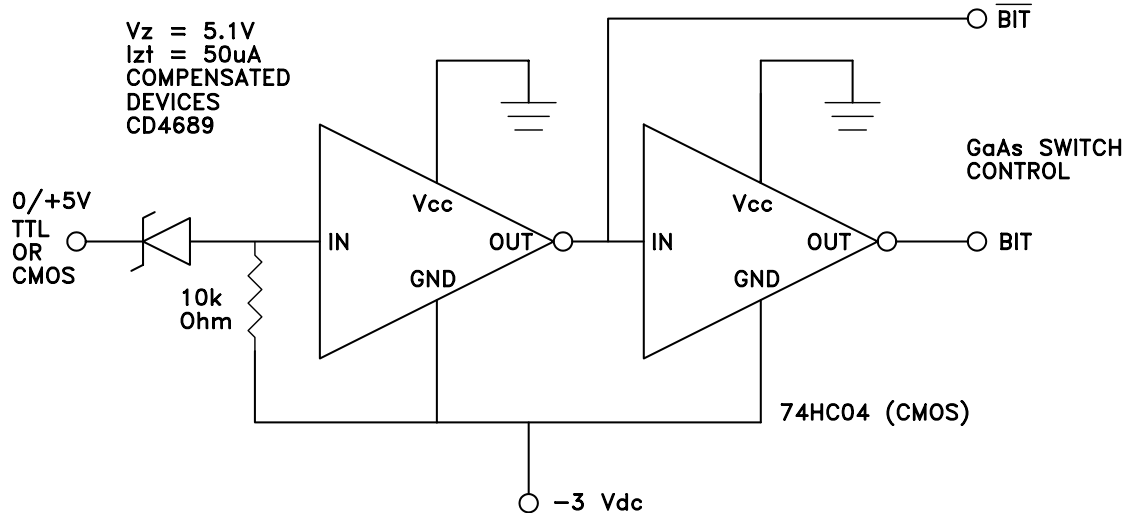 Vz = 5.1V
Izt = 50uA
COMPENSATED
DEVICES
CD4689
BIT
GaAs SWITCH
CONTROL
0/+5V
TTL
OR
CMOS
Vcc
IN
OUT
GND
Vcc
IN
OUT
GND
BIT
10k
Ohm
74HC04 (CMOS)
-3 Vdc